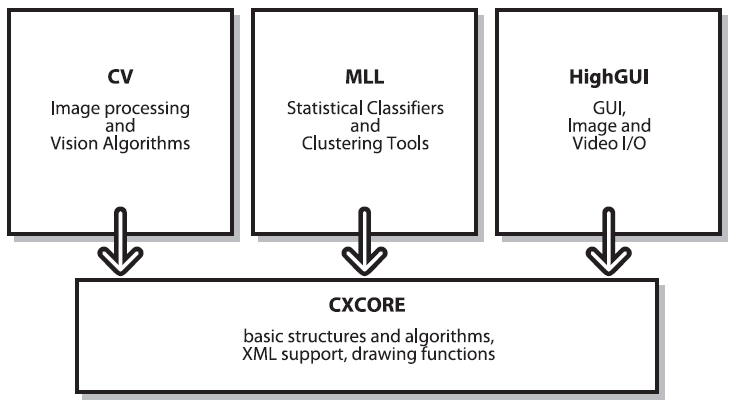 CV
Image processing
and
Vision Algorithms
MLL
Statistical Classifiers
and
Clustering Tools
HighGUI
GUI,
Image and
Video I/O
CXCORE
basic structures and algorithms,
XML support, drawing functions